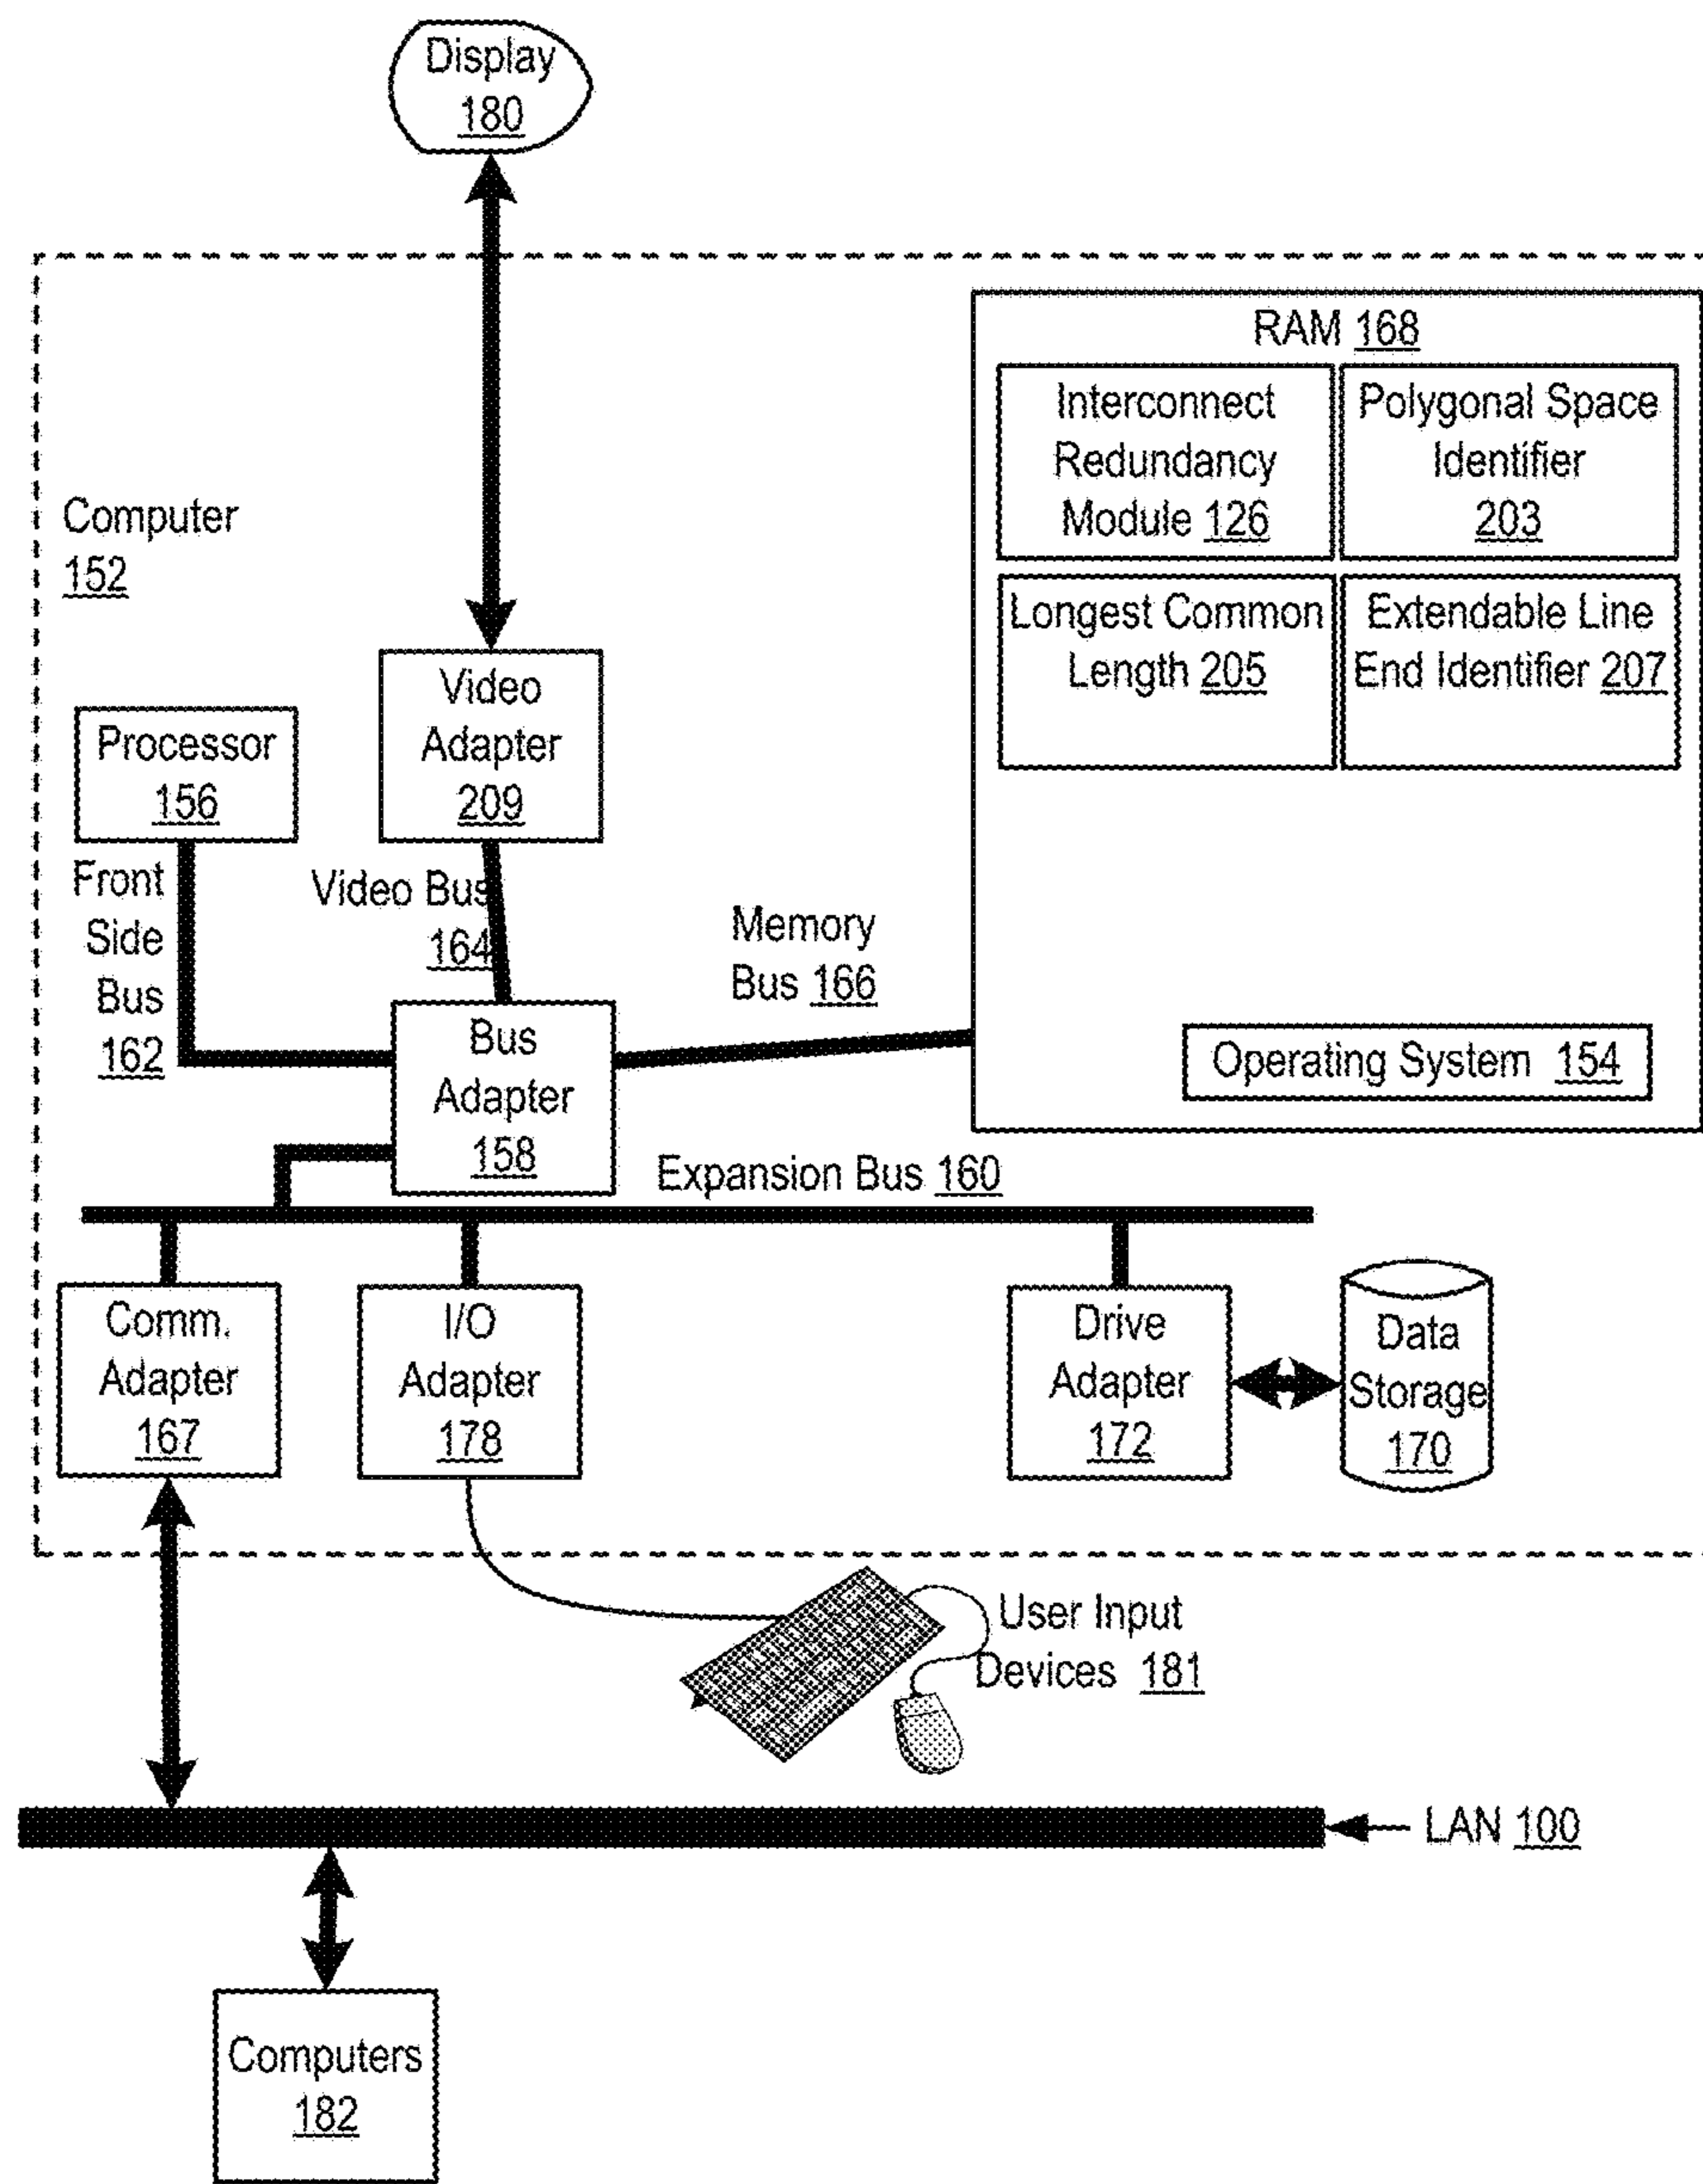 Display
180
RAM 168
Interconnect
Redundancy
Module 126
Polygonal Space
Identifier
203
Longest Common
Length 205
Extendable Line
End Identifier 207
Computer
152
Video
Adapter
209
Processor
156
Front
Side
Bus
162
Video Bus
164
Memory
Bus 166
Bus
Adapter
158
Operating System 154
Expansion Bus 160
Comm.
Adapter
167
I/O
Adapter
178
Drive
Adapter
172
Data
Storage
170
User Input
Devices 181
LAN 100
Computers
182